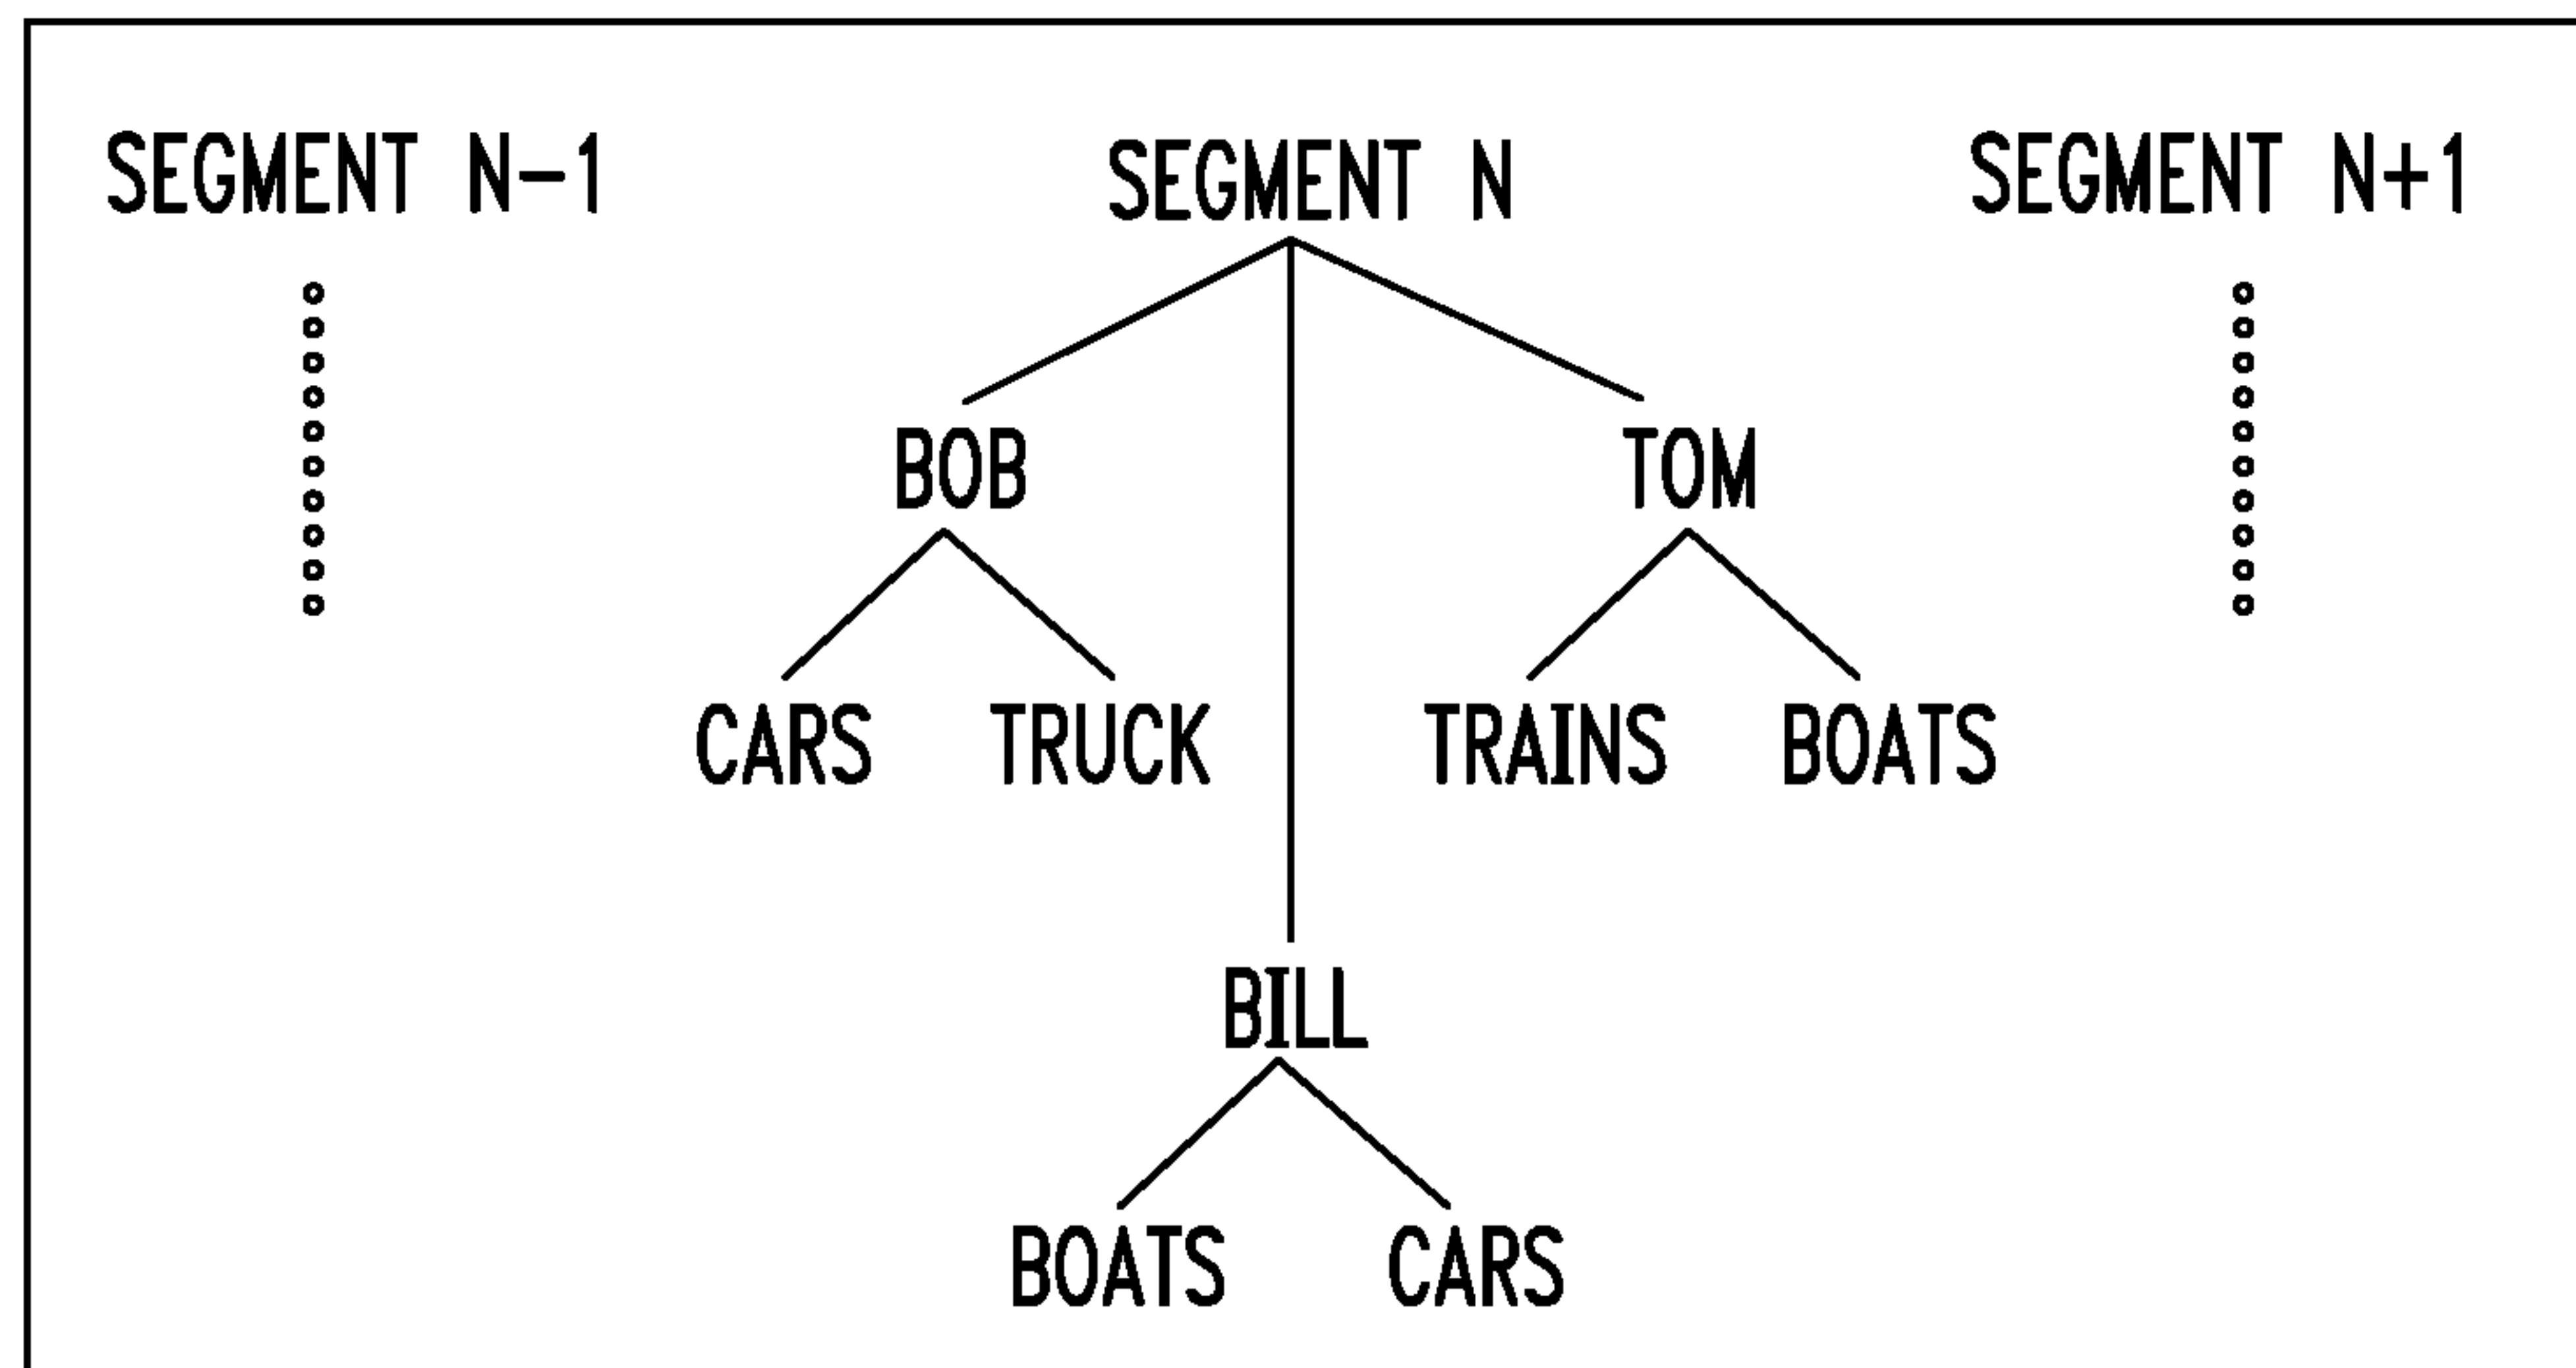 SEGMENT N-1
SEGMENT N
SEGMENT N+1
BOB
TOM
CARS
TRUCK
TRAINS
BOATS
BILL
BOATS
CARS